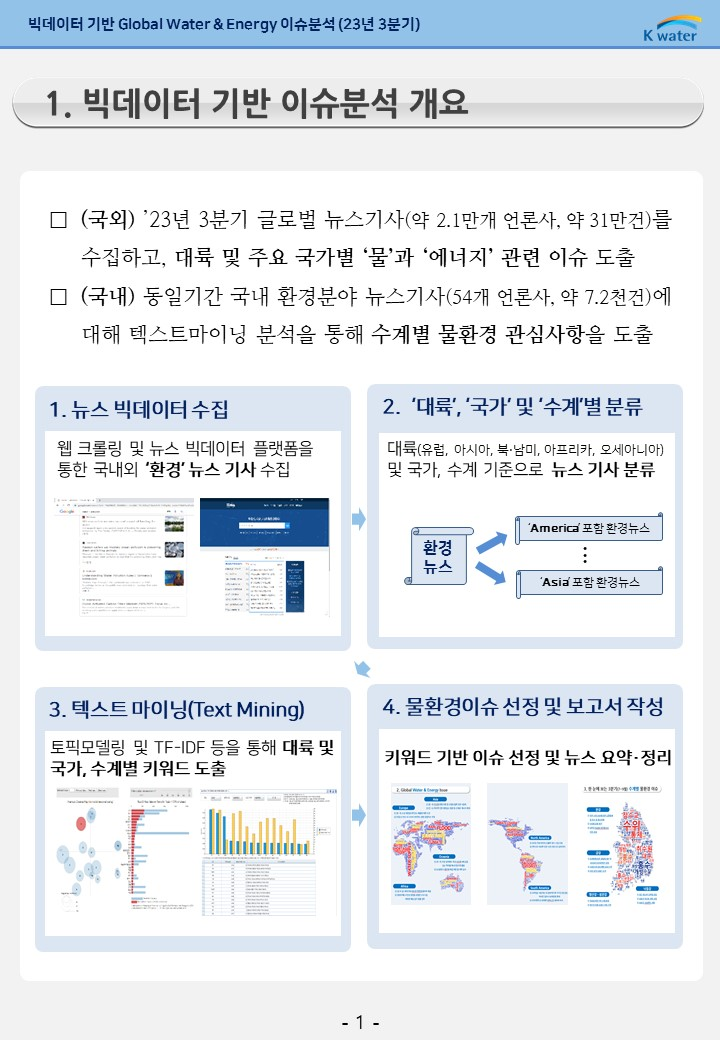 빅데이터 기반 Global Water & Energy 이슈분석 (23년 3분기)
K water
1. 빅데이터 기반 이슈분석 개요
□ (국외) ’23년 3분기 글로벌 뉴스기사(약 2.1만개 언론사, 약 31만건)를
수집하고, 대륙 및 주요 국가별 ‘물’과 ‘에너지’ 관련 이슈 도출
□ (국내) 동일기간 국내 환경분야 뉴스기사(54개 언론사, 약 7.2천건)에
대해 텍스트마이닝 분석을 통해 수계별 물환경 관심사항을 도출
1. 뉴스 빅데이터 수집
웹 크롤링 및 뉴스 빅데이터 플랫폼을
통한 국내외 ‘환경’ 뉴스 기사 수집
Google
2. ‘대륙’, ‘국가’ 및 ‘수계’별 분류
대륙(유럽, 아시아, 북·남미, 아프리카, 오세아니아)
및 국가, 수계 기준으로 뉴스 기사 분류
환경
뉴스
‘America’ 포함 환경뉴스
⋮
‘Asia’ 포함 환경뉴스
3. 텍스트 마이닝(Text Mining)
토픽모델링 및 TF-IDF 등을 통해 대륙 및
국가, 수계별 키워드 도출
4. 물환경이슈 선정 및 보고서 작성
키워드 기반 이슈 선정 및 뉴스 요약·정리
2. Global Water & Energy Issue
- 1 -